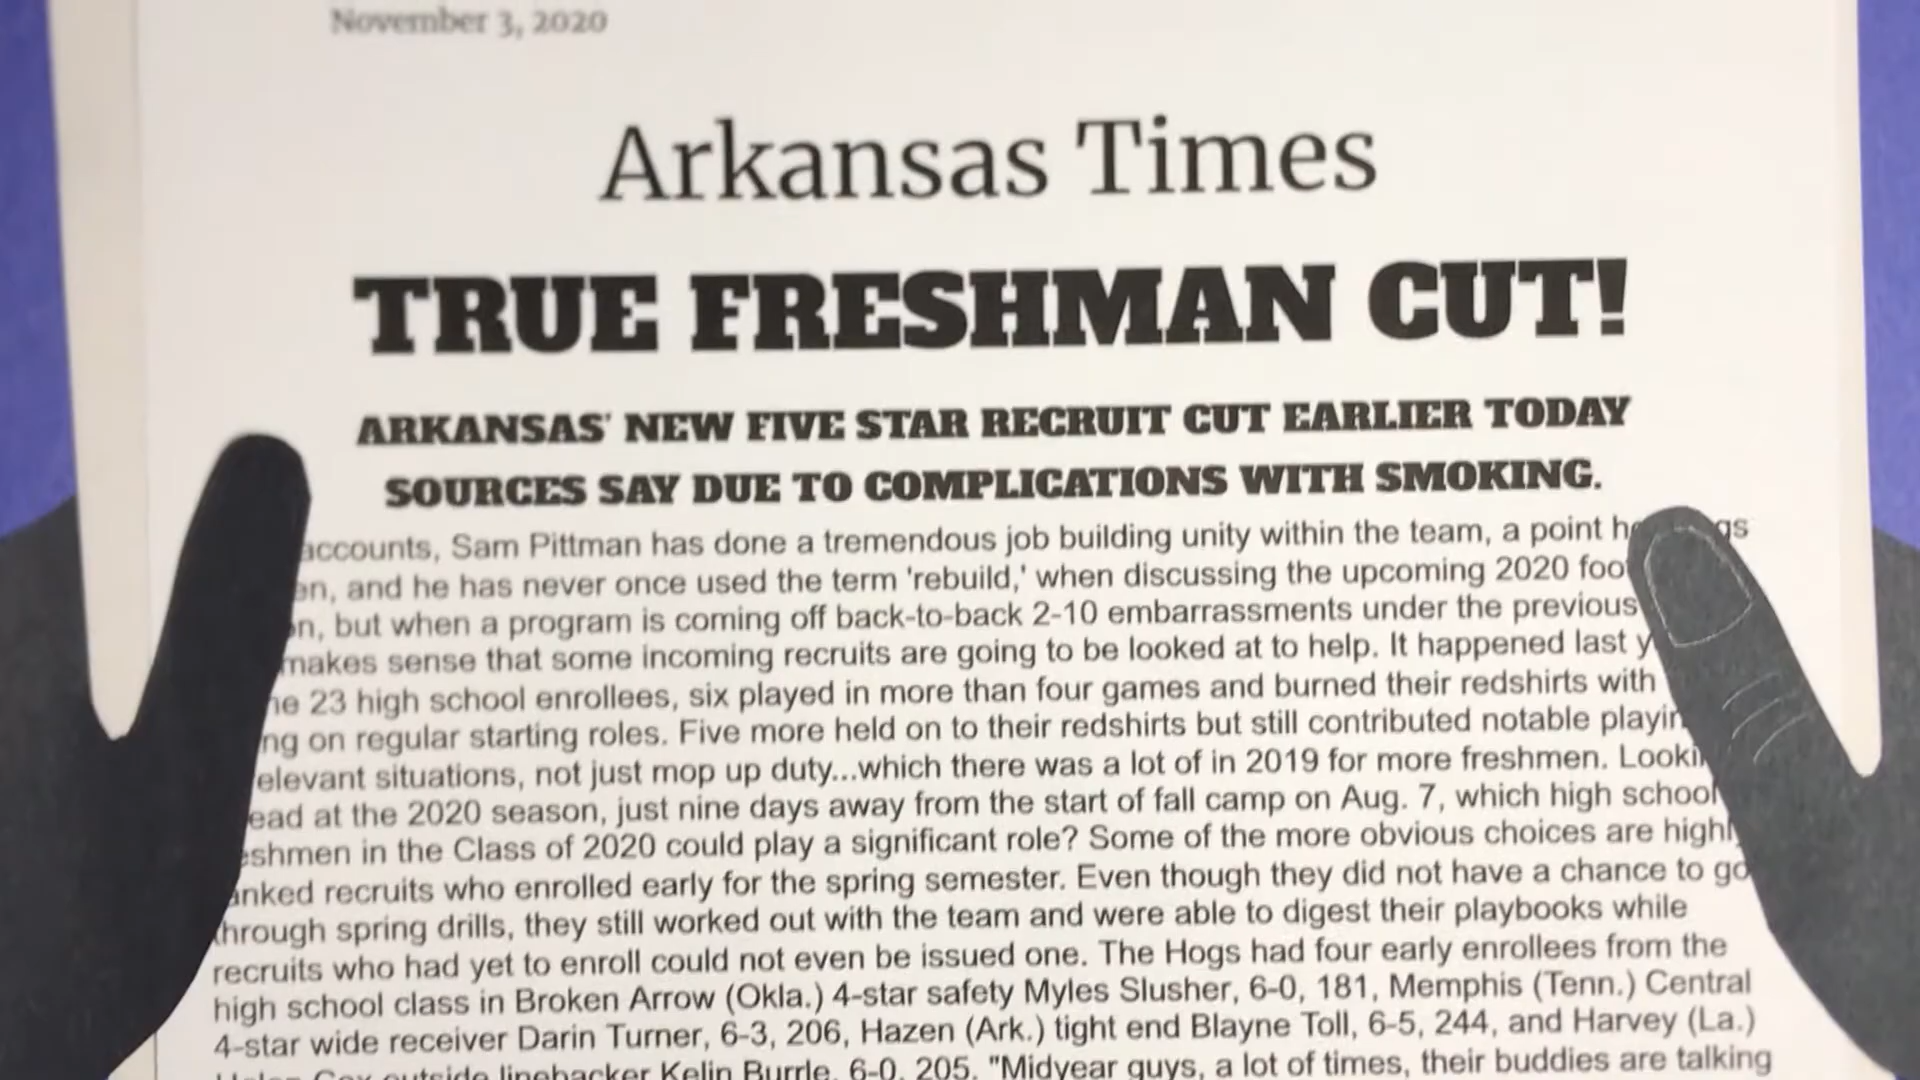 November 3, 2020
Arkansas Times
TRUE FRESHMAN CUT!
ARKANSAS' NEW FIVE STAR RECRUIT CUT EARLIER TODAY
SOURCES SAY DUE TO COMPLICATIONS WITH SMOKING.
accounts, Sam Pittman has done a tremendous job building unity within the team, a point
and he has never once used the term 'rebuild,' when discussing the upcoming 2020
but when a program is coming off back-to-back 2-10 embarrassments under the previous
makes sense that some incoming recruits are going to be looked at to help. It happened last
23 high school enrollees, six played in more than four games and burned their redshirts with
on regular starting roles. Five more held on to their redshirts but still contributed notable
elevant situations, not just mop up duty...which there was a lot of in 2019 for more freshmen.
ead at the 2020 season, just nine days away from the start of fall camp on Aug. 7, which high school
eshmen in the Class of 2020 could play a significant role? Some of the more obvious choices are
anked recruits who enrolled early for the spring semester. Even though they did not have a chance to go
through spring drills, they still worked out with the team and were able to digest their playbooks while
recruits who had yet to enroll could not even be issued one. The Hogs had four early enrollees from the
high school class in Broken Arrow (Okla.) 4-star safety Myles Slusher, 6-0, 181, Memphis (Tenn.) Central
4-star wide receiver Darin Turner, 6-3, 206, Hazen (Ark.) tight end Blayne Toll, 6-5, 244, and Harvey (La.)
Cox outside linebacker Kelin Burrle, 6-0, 205. "Midyear guys, a lot of times, their buddies are talking